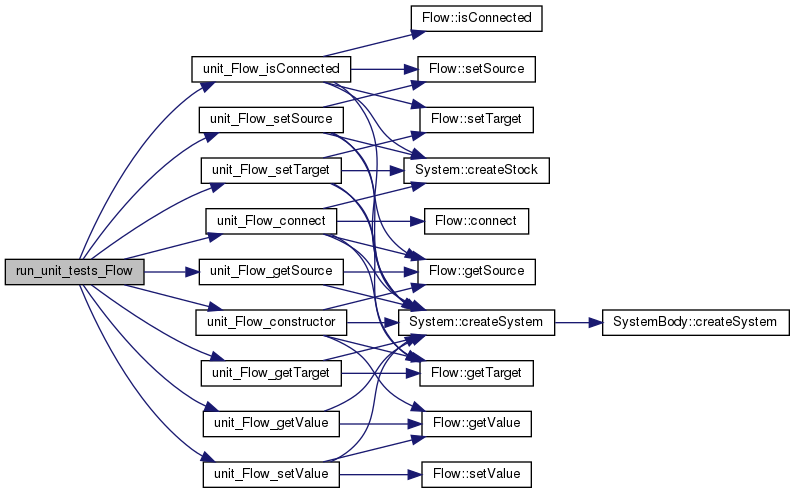 Flow::isConnected
unit_Flow_isConnected
Flow::setSource
unit_Flow_setSource
Flow::setTarget
unit_Flow_setTarget
System::createStock
unit_Flow_connect
Flow::connect
run_unit_tests_Flow
unit_Flow_getSource
Flow::getSource
unit_Flow_constructor
System::createSystem
SystemBody::createSystem
unit_Flow_getTarget
Flow::getTarget
unit_Flow_getValue
Flow::getValue
unit_Flow_setValue
Flow::setValue